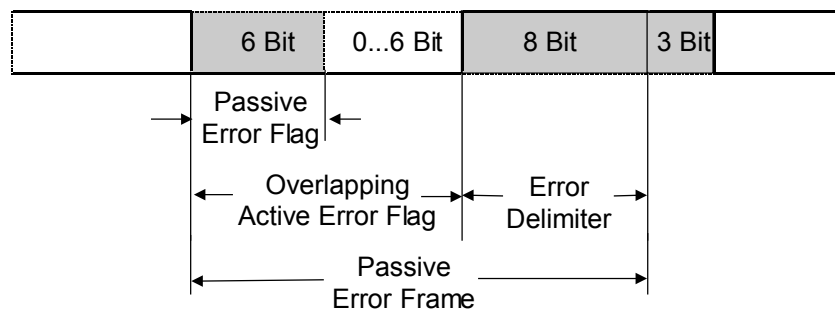 6 Bit 0...6 Bit 8 Bit 3 Bit
Passive
Error Flag
Overlapping
Active Error Flag
Error
Delimiter
Passive
Error Frame